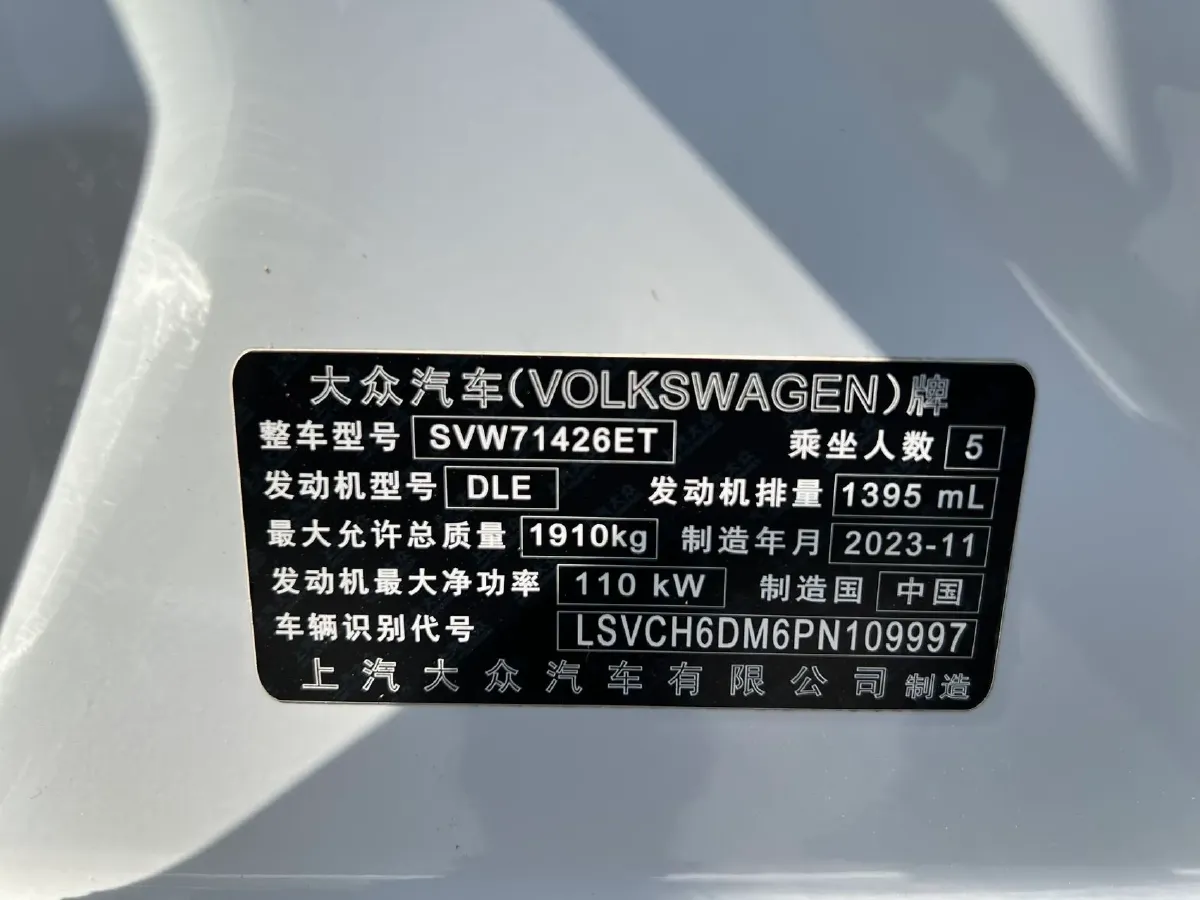 大众汽车(VOLKSWAGEN)牌
整车型号 SVW71426ET 乘坐人数 5
发动机型号 DLE 发动机排量 1395 mL
最大允许总质量 1910kg 制造年月 2023-11
发动机最大净功率 110 kW 制造国 中国
车辆识别代号 LSVCH6DM6PN109997
上汽大众汽车有限公司 制造